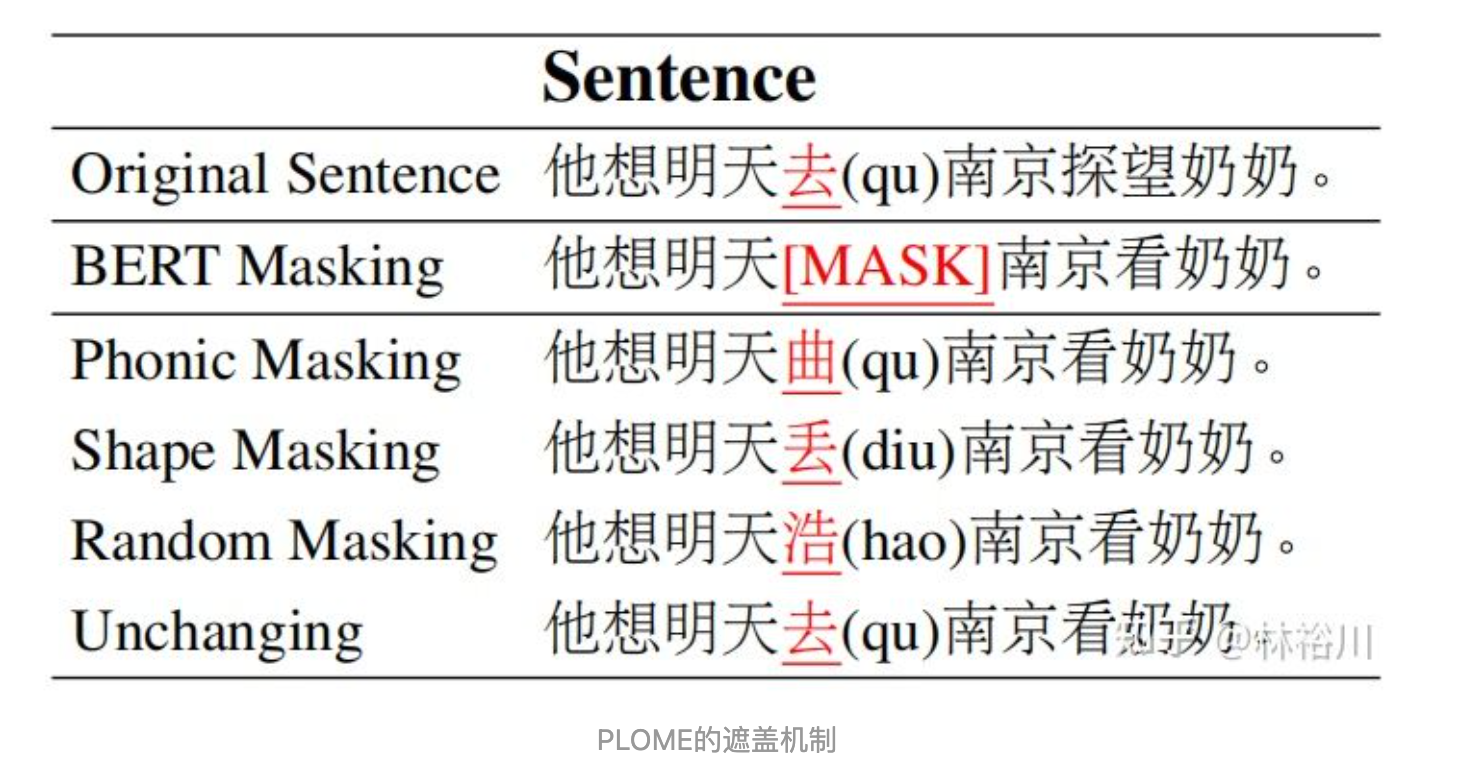 Sentence
Original Sentence 他想明天去(qu)南京探望奶奶。
BERT Masking 他想明天[MASK]南京看奶奶。
Phonic Masking 他想明天曲(qu)南京看奶奶。
Shape Masking 他想明天丢(diu)南京看奶奶。
Random Masking 他想明天浩(hao)南京看奶奶。
Unchanging 他想明天去(qu)南京看奶奶。
知乎 @林裕川
PLOME的遮盖机制